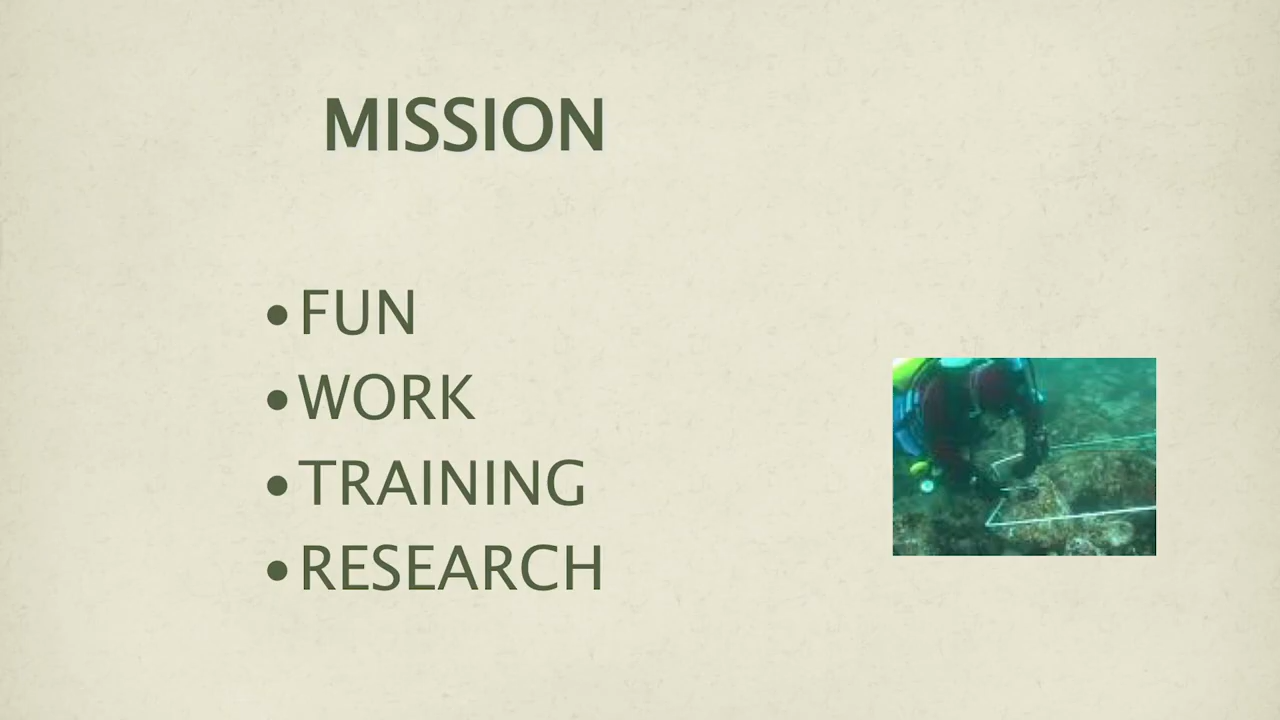 MISSION
•FUN
•WORK
•TRAINING
•RESEARCH